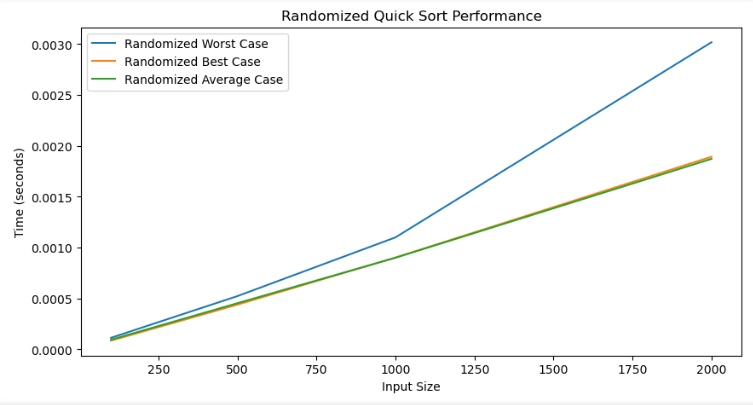 Randomized Quick Sort Performance
Randomized Worst Case
Randomized Best Case
Randomized Average Case
Time (seconds)
0.0030
0.0025
0.0020
0.0015
0.0010
0.0005
0.0000
250 500 750 1000 1250 1500 1750 2000
Input Size